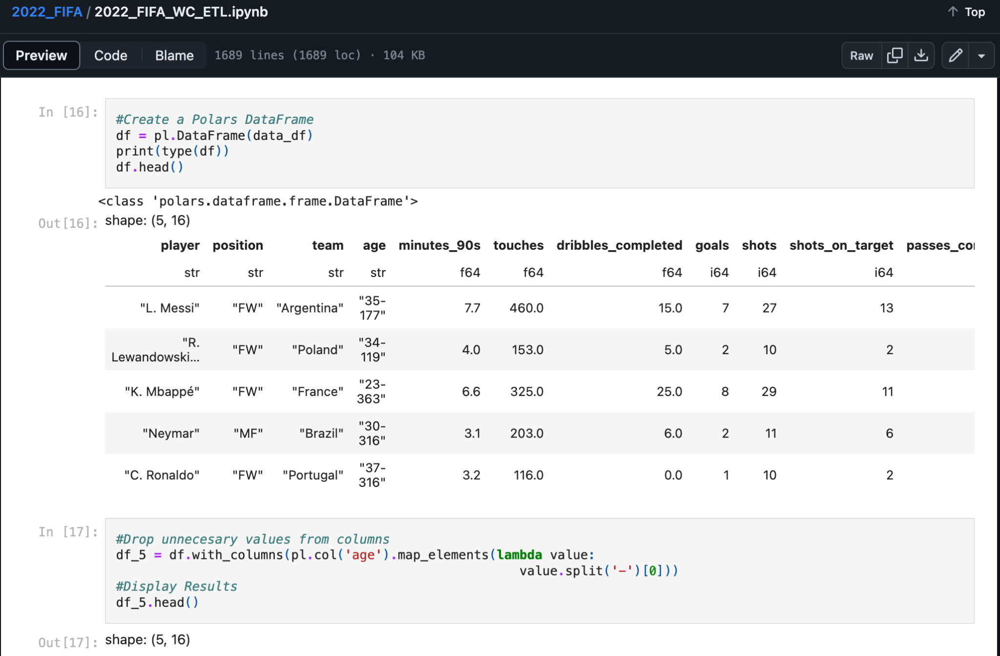 2022_FIFA / 2022_FIFA_WC_ETL.ipynb
Top
Preview Code Blame 1689 lines (1689 loc) · 104 KB
Raw
In [16]:
#Create a Polars DataFrame
df = pl.DataFrame(data_df)
print(type(df))
df.head()
<class 'polars.dataframe.frame.DataFrame'>
Out[16]: shape: (5, 16)
player position team age minutes_90s touches dribbles_completed goals shots shots_on_target passes_co
str str str str f64 f64 f64 i64 i64 i64
"L. Messi" "FW" "Argentina" "35-
177" 7.7 460.0 15.0 7 27 13
"R.
Lewandowski… "FW" "Poland" "34-
119" 4.0 153.0 5.0 2 10 2
"K. Mbappé" "FW" "France" "23-
363" 6.6 325.0 25.0 8 29 11
"Neymar" "MF" "Brazil" "30-
316" 3.1 203.0 6.0 2 11 6
"C. Ronaldo" "FW" "Portugal" "37-
316" 3.2 116.0 0.0 1 10 2
In [17]:
#Drop unnecesary values from columns
df_5 = df.with_columns(pl.col('age').map_elements(lambda value:
value.split('-')[0]))
#Display Results
df_5.head()
Out[17]: shape: (5, 16)